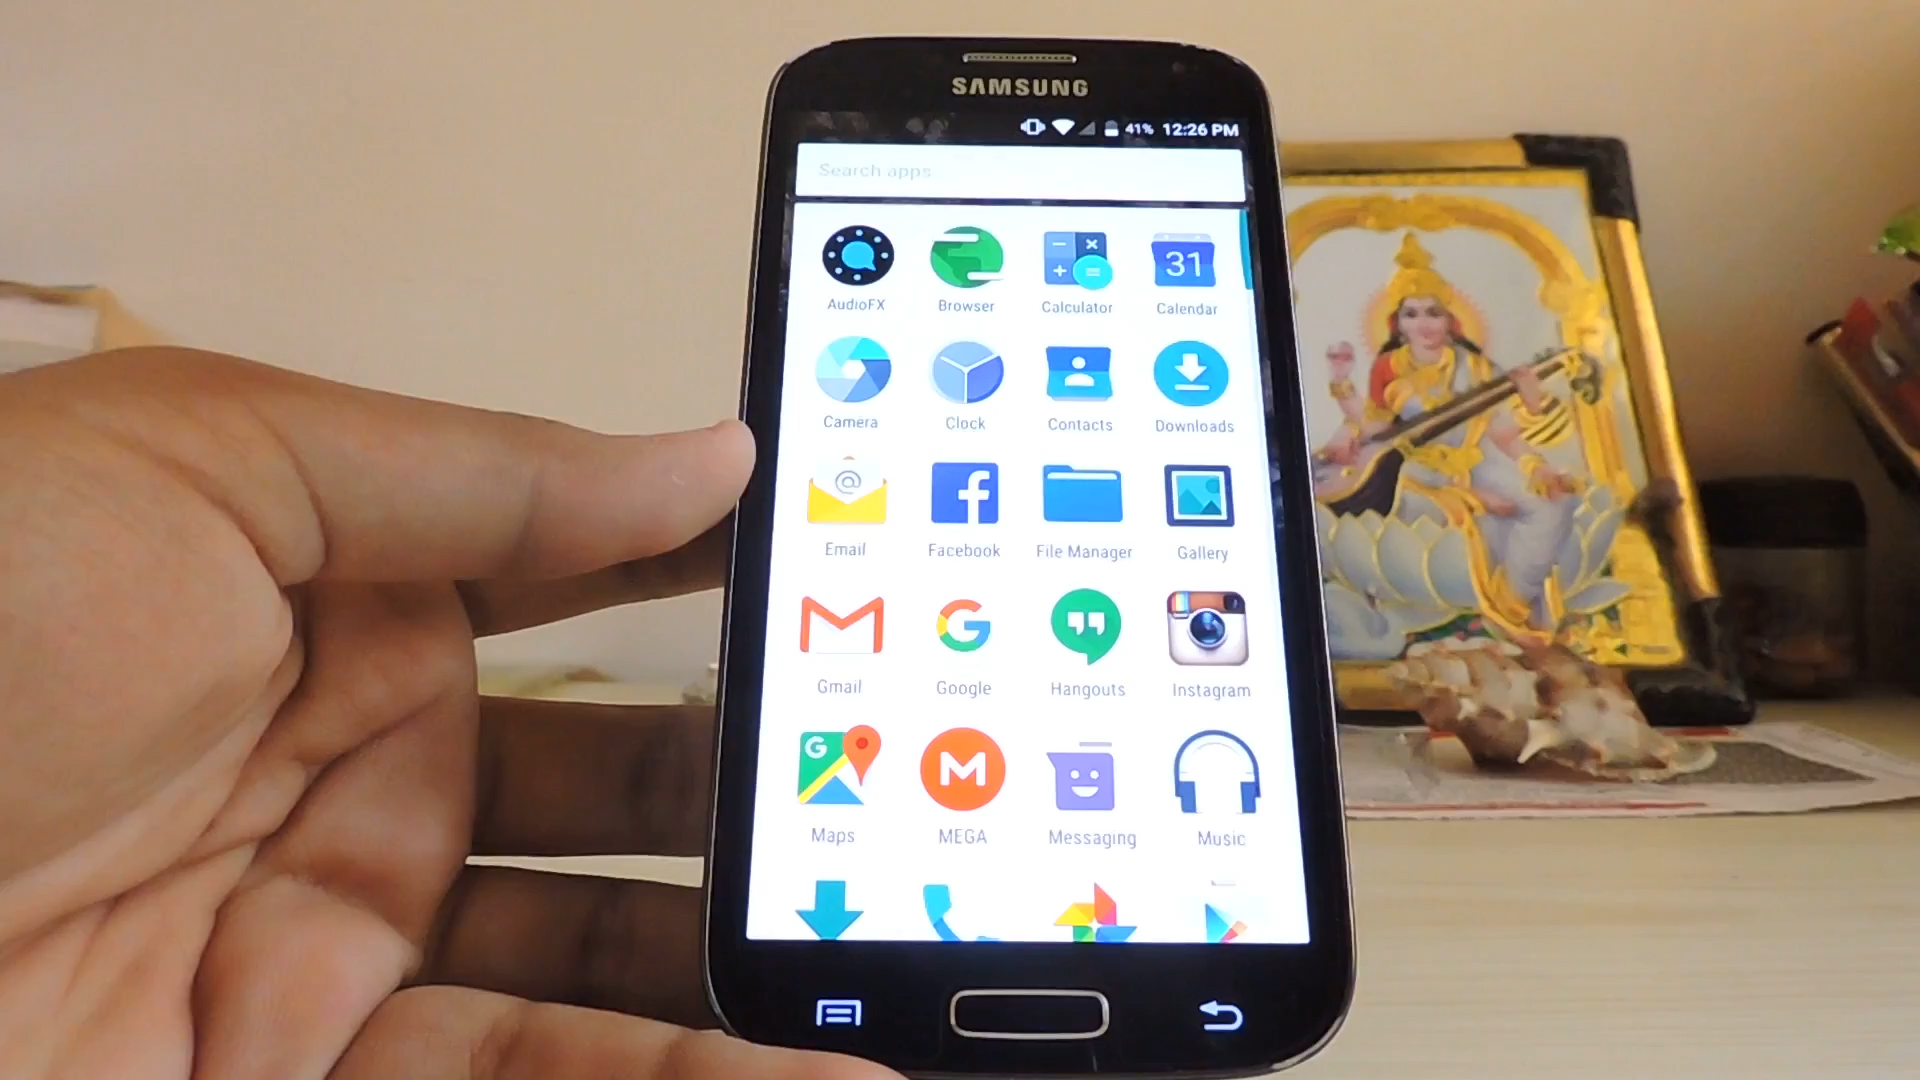 SAMSUNG
41% 12:26 PM
Search apps
31
AudioFX Browser Calculator Calendar
Camera Clock Contacts Downloads
@ f
Email Facebook File Manager Gallery
M G
Gmail Google Hangouts Instagram
G M
Maps MEGA Messaging Music